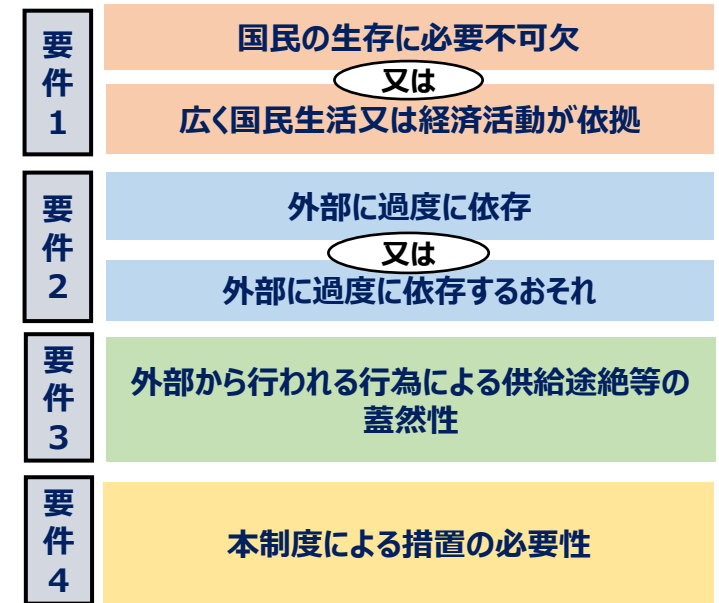 要件1
国民の生存に必要不可欠
又は
広く国民生活又は経済活動が依拠
要件2
外部に過度に依存
又は
外部に過度に依存するおそれ
要件3
外部から行われる行為による供給途絶等の
蓋然性
要件4
本制度による措置の必要性